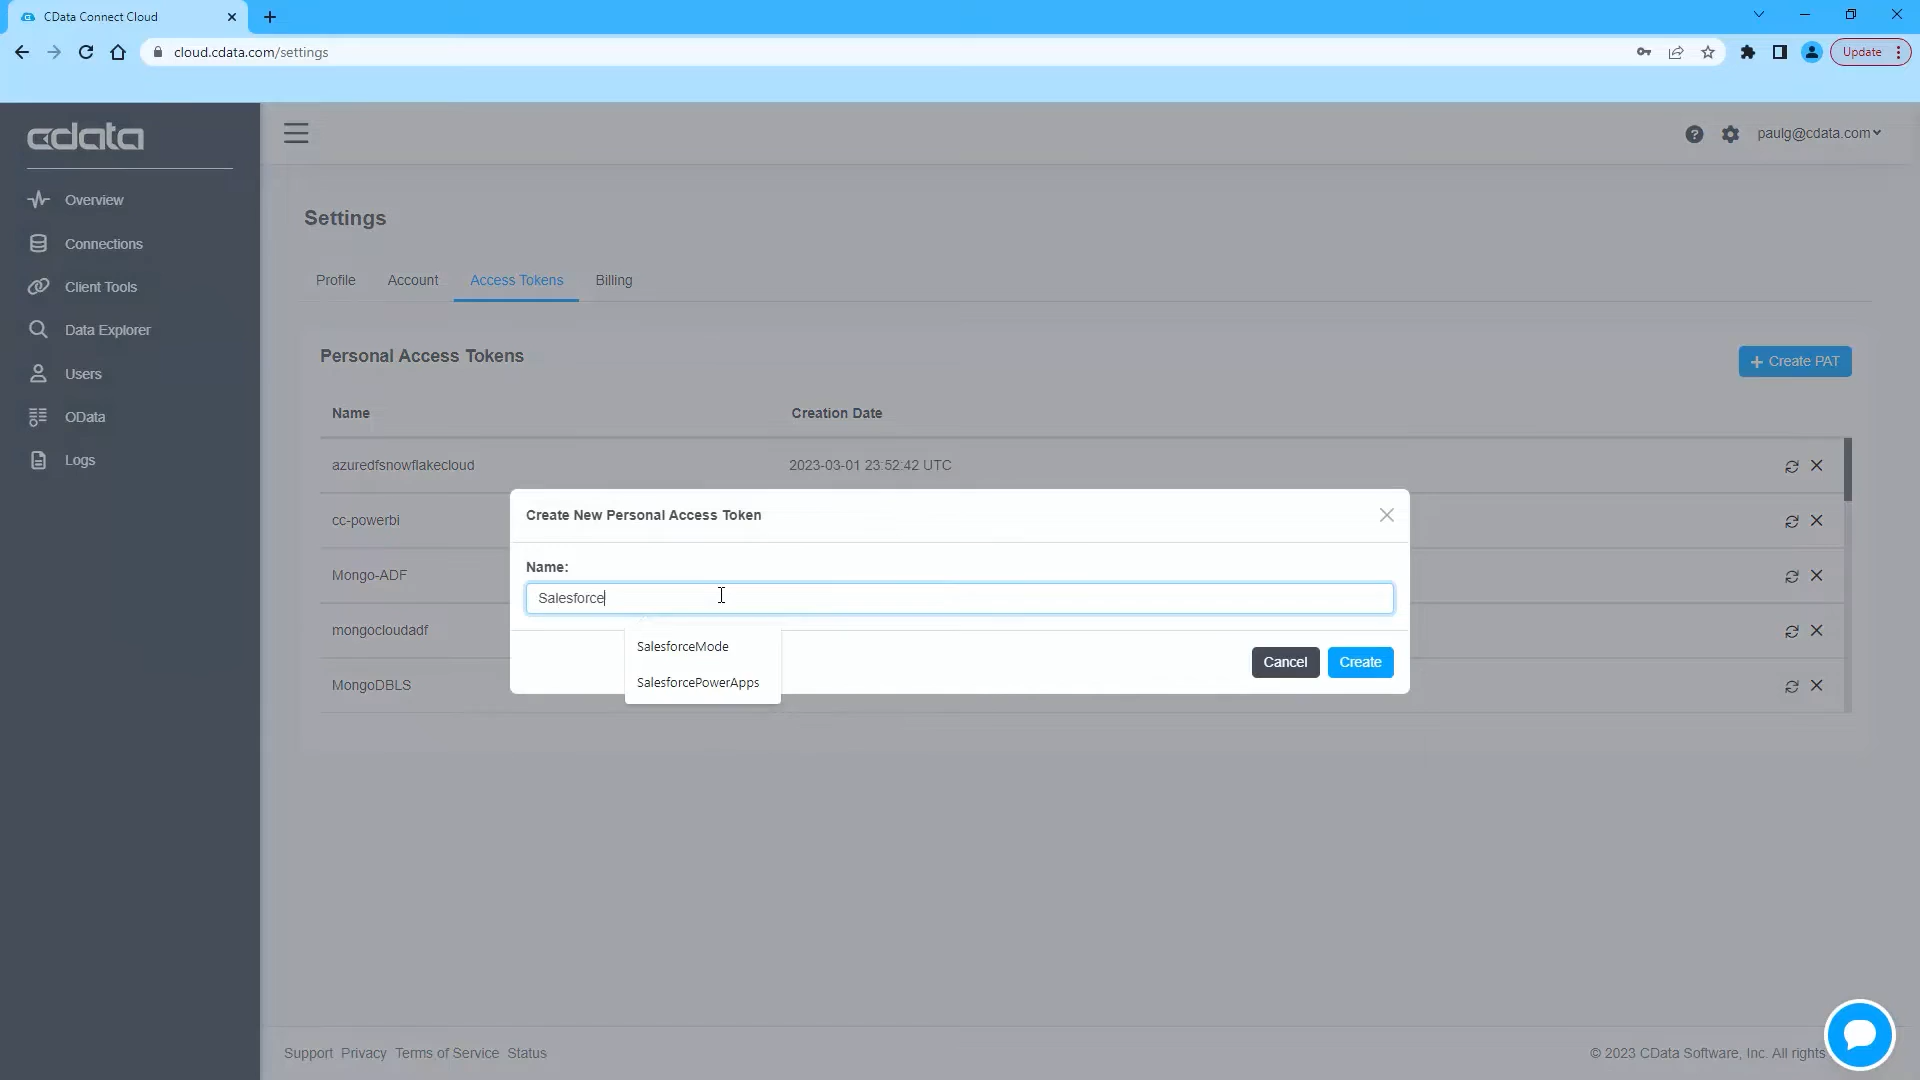 CData Connect Cloud
cloud.cdata.com/settings
Update
cdata
paulg@cdata.com
Overview
Connections
Client Tools
Data Explorer
Users
OData
Logs
Settings
Profile Account Access Tokens Billing
Personal Access Tokens
+ Create PAT
Name Creation Date
azuredfsnowflakecloud 2023-03-01 23:52:42 UTC
cc-powerbi
Mongo-ADF
mongocloudadf
MongoDBLS
Create New Personal Access Token
Name:
Salesforce
SalesforceMode
SalesforcePowerApps
Cancel Create
Support Privacy Terms of Service Status
© 2023 CData Software, Inc. All rights